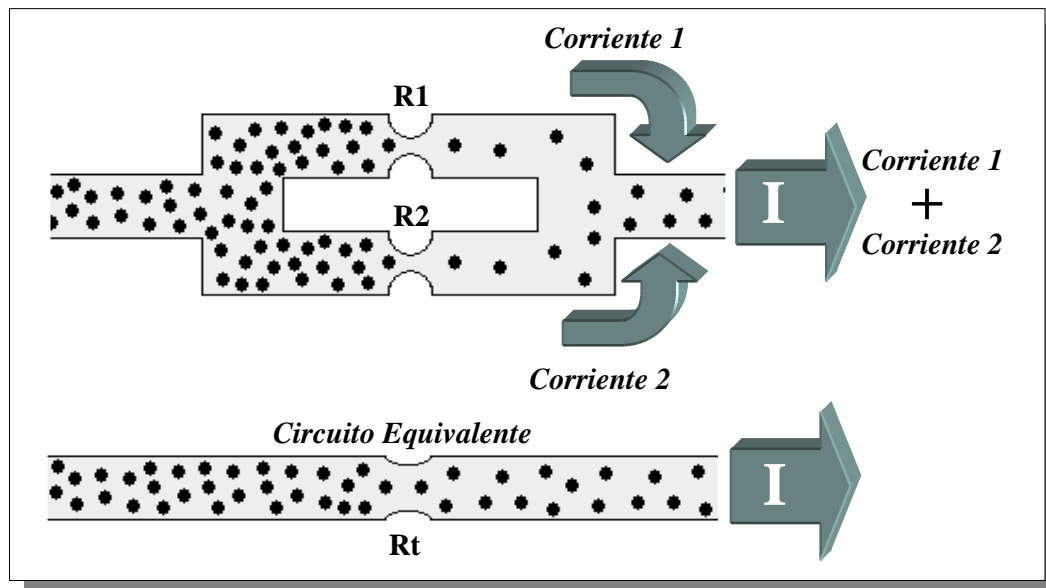 Corriente 1
R1
R2
I
Corriente 1
+
Corriente 2
Corriente 2
Circuito Equivalente
I
Rt